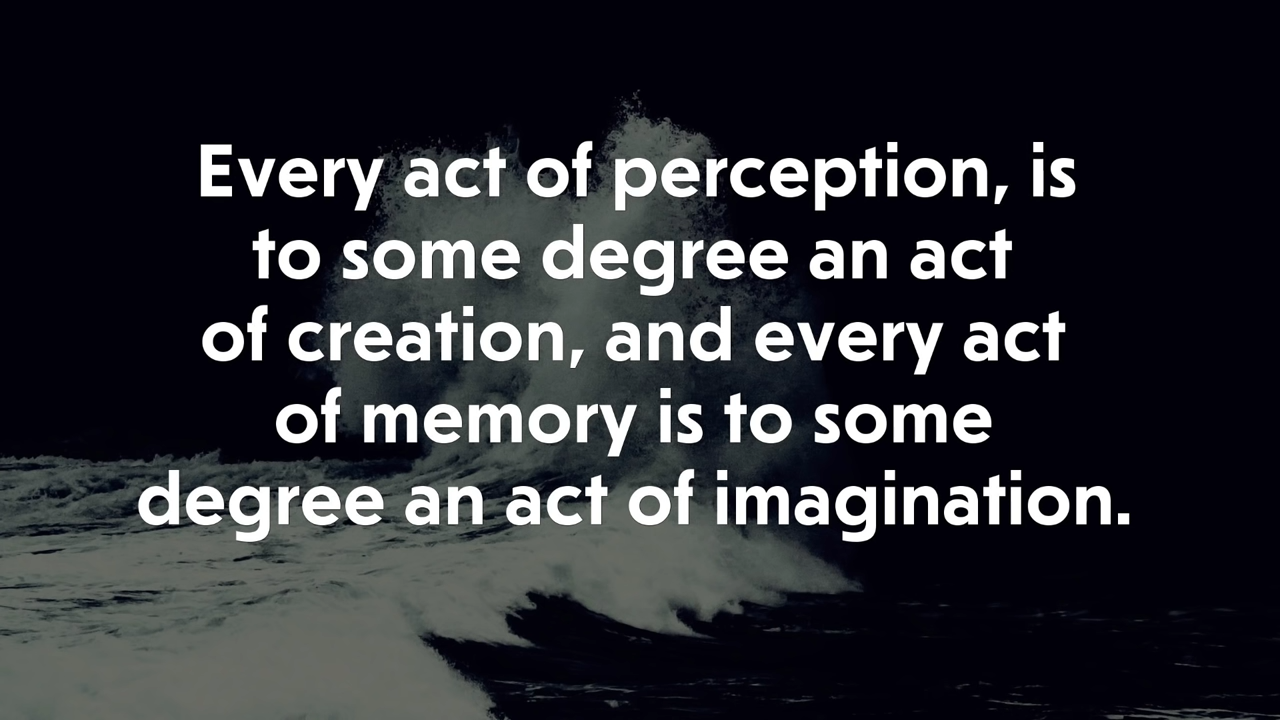 Every act of perception, is
to some degree an act
of creation, and every act
of memory is to some
degree an act of imagination.